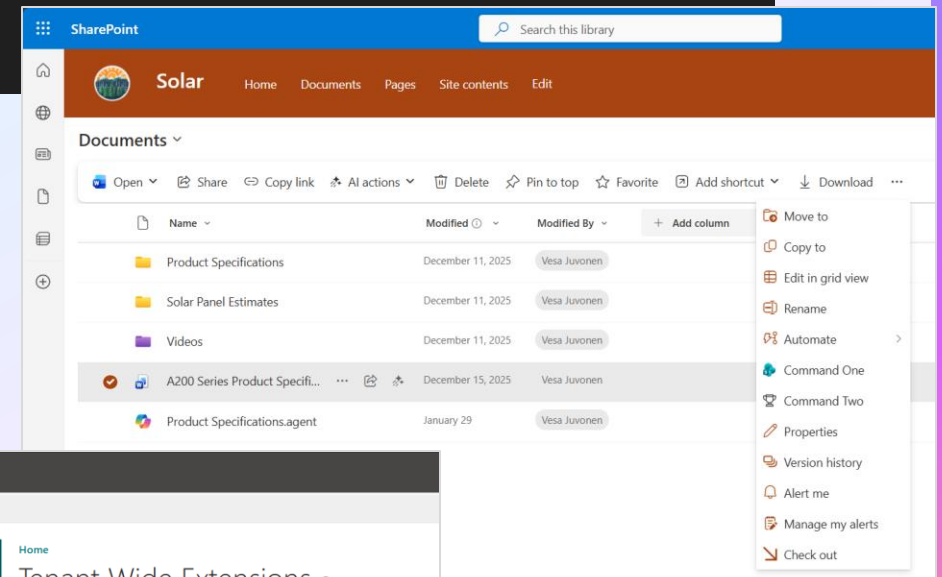 SharePoint
Search this library
Solar Home Documents Pages Site contents Edit
Documents
Open Share Copy link AI actions Delete Pin to top Favorite Add shortcut Download ...
Name Modified Modified By + Add column
Product Specifications December 11, 2025 Vesa Juvonen
Solar Panel Estimates December 11, 2025 Vesa Juvonen
Videos December 11, 2025 Vesa Juvonen
A200 Series Product Specifi... ... December 15, 2025 Vesa Juvonen
Product Specifications.agent January 29 Vesa Juvonen
Move to
Copy to
Edit in grid view
Rename
Automate
Command One
Command Two
Properties
Version history
Alert me
Manage my alerts
Check out
Home
Tenant Wide Extensions